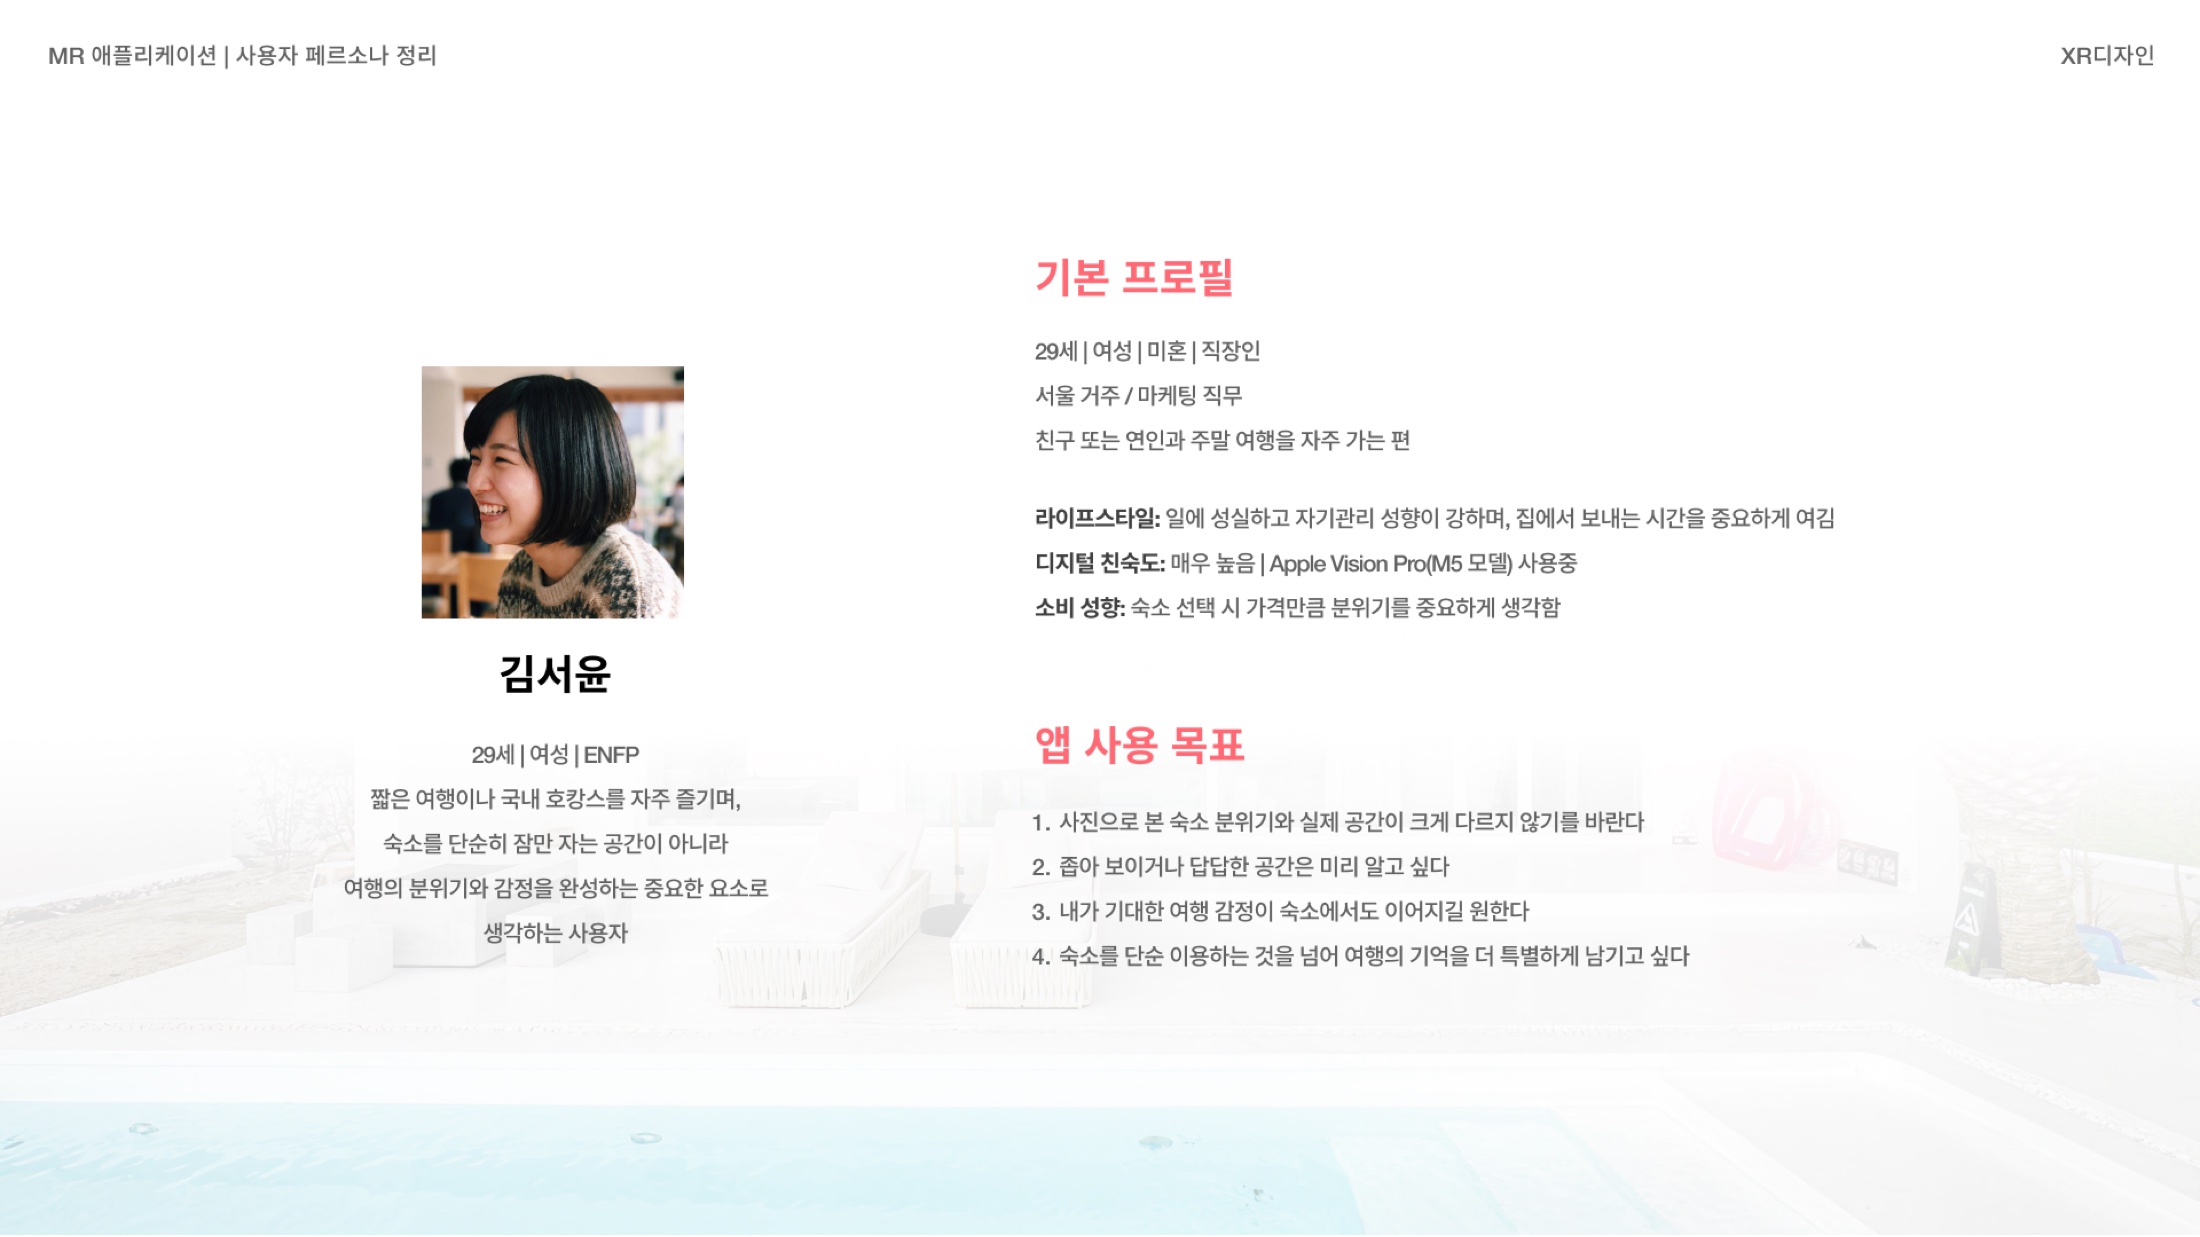 MR 애플리케이션 | 사용자 페르소나 정리
XR디자인
김서윤
29세 | 여성 | ENFP
짧은 여행이나 국내 호캉스를 자주 즐기며,
숙소를 단순히 잠만 자는 공간이 아니라
여행의 분위기와 감정을 완성하는 중요한 요소로
생각하는 사용자
기본 프로필
29세 | 여성 | 미혼 | 직장인
서울 거주 / 마케팅 직무
친구 또는 연인과 주말 여행을 자주 가는 편
라이프스타일: 일에 성실하고 자기관리 성향이 강하며, 집에서 보내는 시간을 중요하게 여김
디지털 친숙도: 매우 높음 | Apple Vision Pro(M5 모델) 사용중
소비 성향: 숙소 선택 시 가격만큼 분위기를 중요하게 생각함
앱 사용 목표
1. 사진으로 본 숙소 분위기와 실제 공간이 크게 다르지 않기를 바란다
2. 좁아 보이거나 답답한 공간은 미리 알고 싶다
3. 내가 기대한 여행 감정이 숙소에서도 이어지길 원한다
4. 숙소를 단순 이용하는 것을 넘어 여행의 기억을 더 특별하게 남기고 싶다